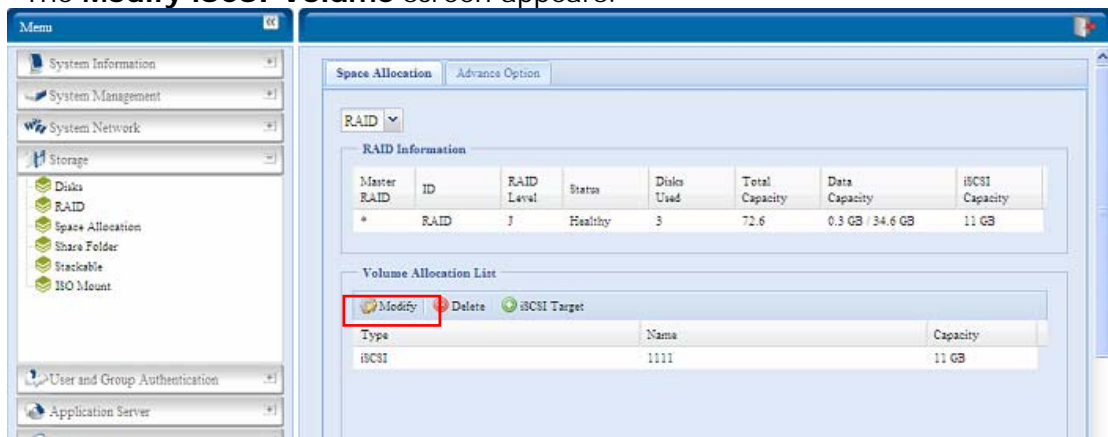 The Modify iSCSI Volume screen appears.
Menu
System Information
System Management
System Network
Storage
Disks
RAID
Space Allocation
Share Folder
Stackable
ISO Mount
User and Group Authentication
Application Server
Space Allocation Advance Option
RAID
RAID Information
Master RAID ID RAID Level Status Disks Used Total Capacity Data Capacity iSCSI Capacity
* RAID J Healthy 3 72.6 0.3 GB / 34.6 GB 11 GB
Volume Allocation List
Modify Delete iSCSI Target
Type Name Capacity
iSCSI 1111 11 GB